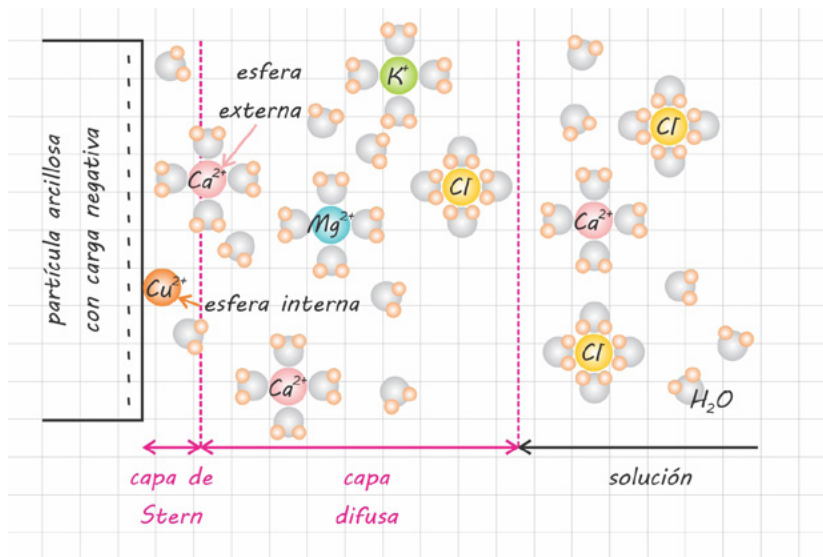 partícula arcillosa
con carga negativa
esfera
externa
K⁺
Cl⁻
Ca²⁺
Cl⁻
Mg²⁺
Ca²⁺
Cu²⁺
esfera interna
Cl⁻
Ca²⁺
H₂O
capa de
Stern
capa
difusa
solución